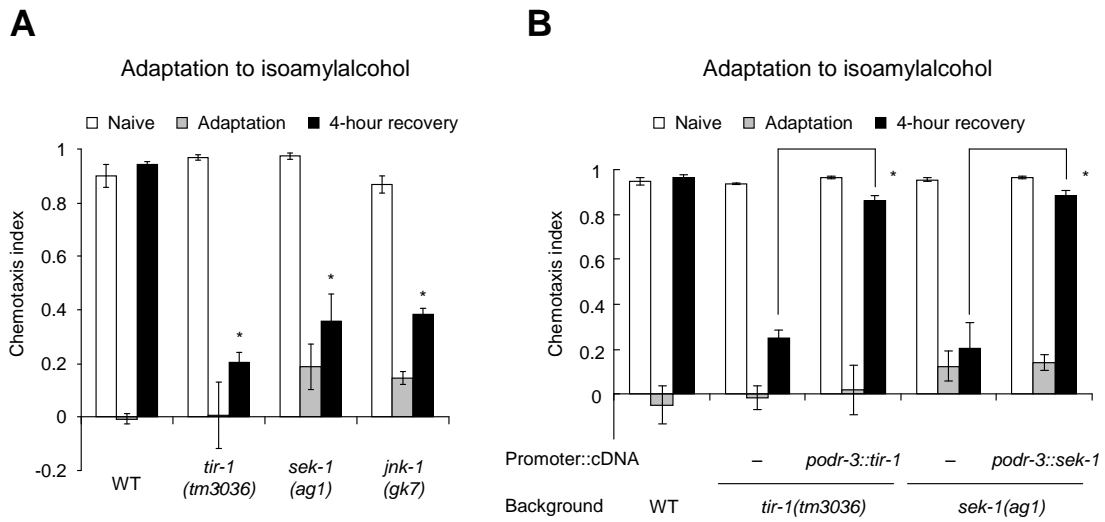 A
Adaptation to isoamylalcohol
Naive Adaptation 4-hour recovery
Chemotaxis index
1
0.8
0.6
0.4
0.2
0
-0.2
*
*
*
WT
tir-1
(tm3036)
sek-1
(ag1)
jnk-1
(gk7)
B
Adaptation to isoamylalcohol
Naive Adaptation 4-hour recovery
Chemotaxis index
1
0.8
0.6
0.4
0.2
0
*
*
Promoter::cDNA – podr-3::tir-1 – podr-3::sek-1
Background WT tir-1(tm3036) sek-1(ag1)